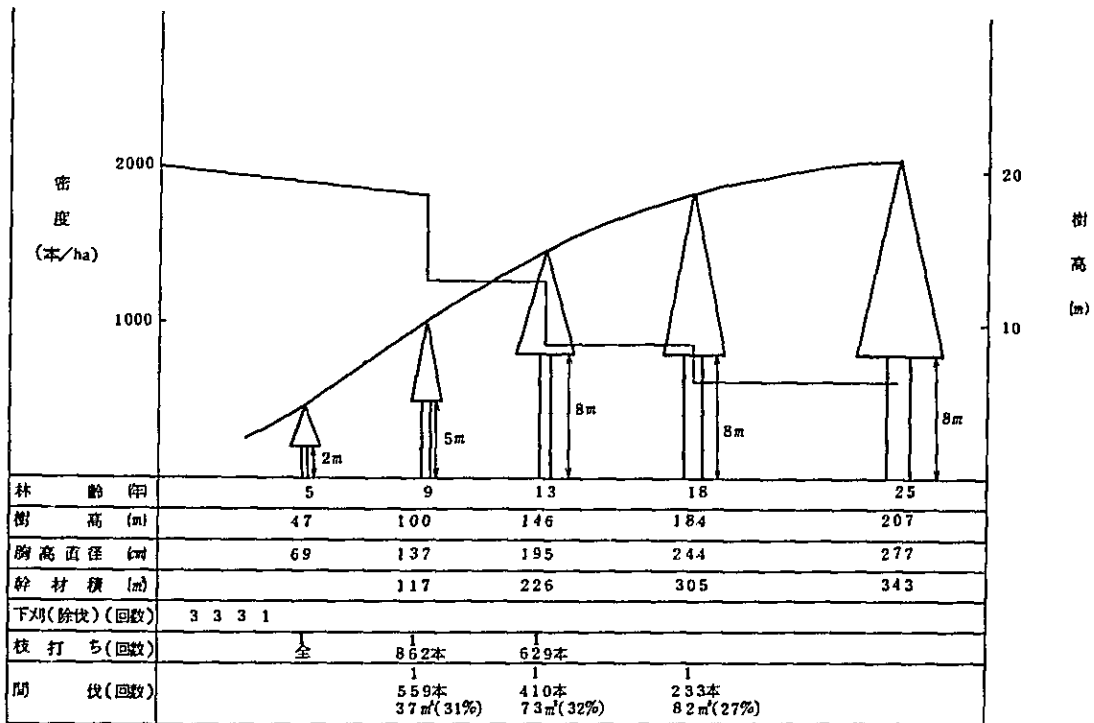 密度
(本/ha)
2000
1000
20
10
樹高
(m)
2m
5m
8m
8m
8m
林齢(年) 5 9 13 18 25
樹高(m) 47 100 146 184 207
胸高直径(cm) 69 137 195 244 277
幹材積(m³) 117 226 305 343
下刈(除伐)(回数) 3 3 3 1
枝打ち(回数) 1 1 1
全 862本 629本
間伐(回数) 1 1 1
559本 410本 233本
37m³(31%) 73m³(32%) 82m³(27%)